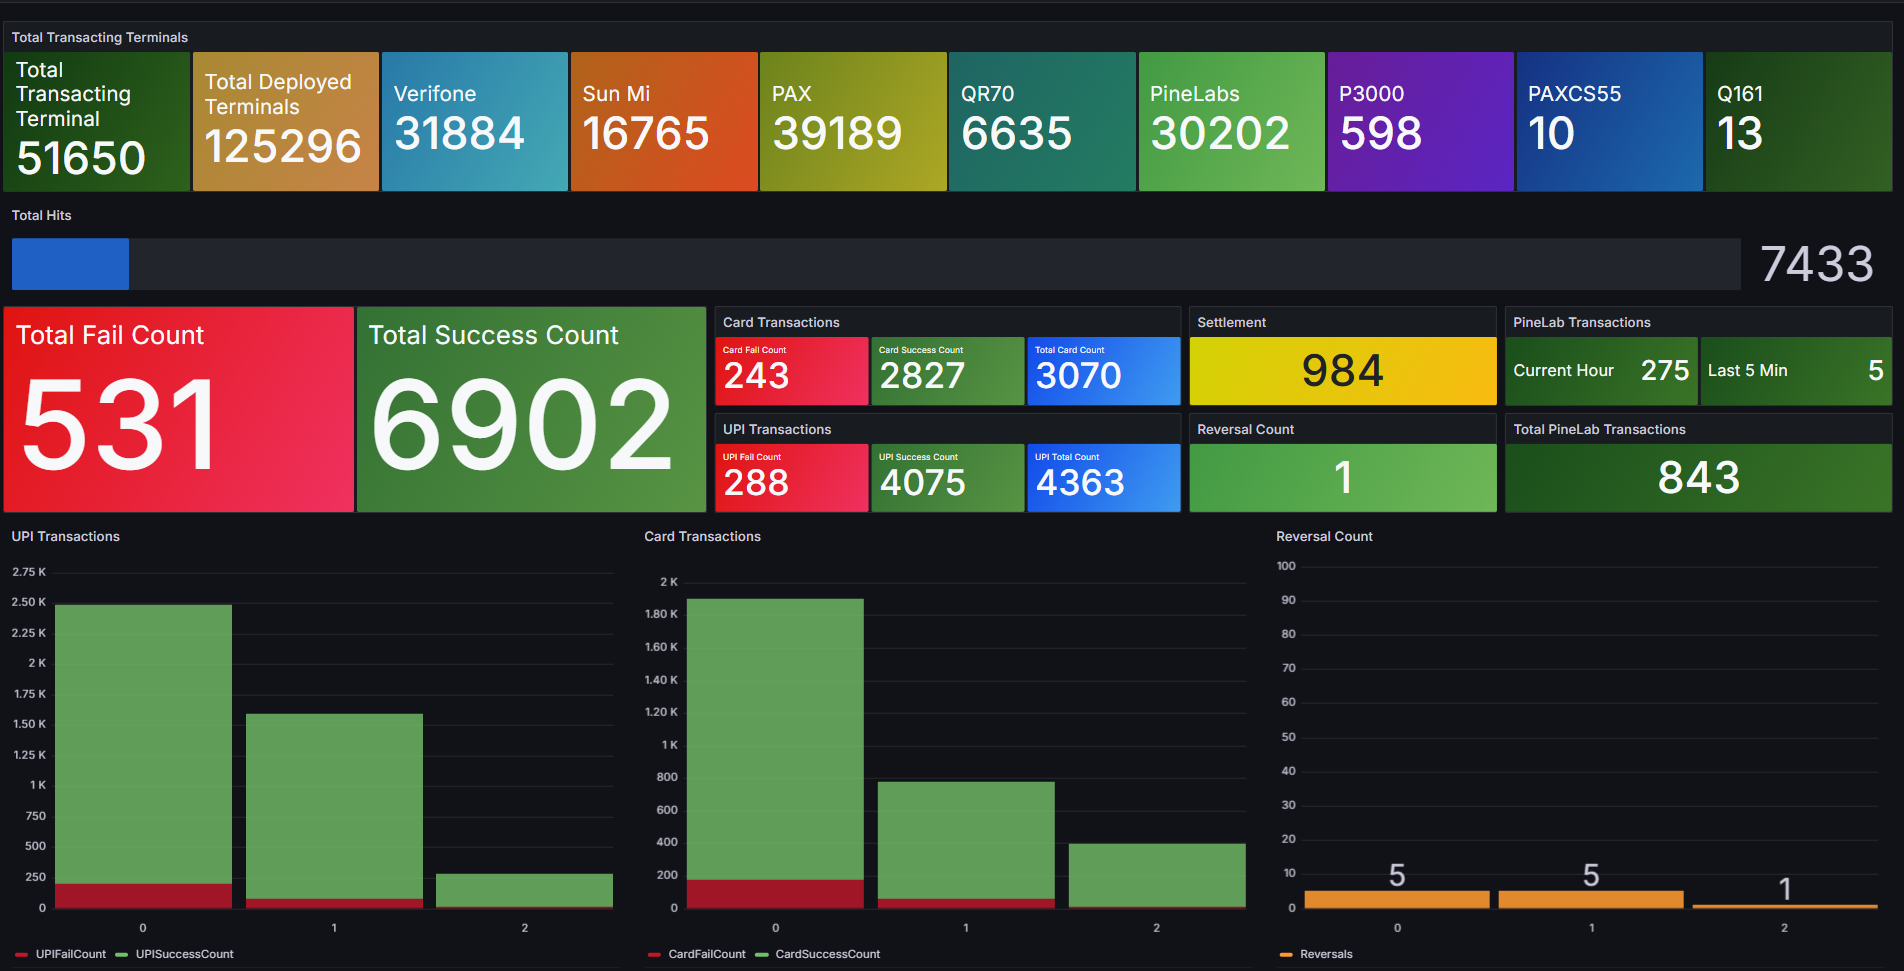 Total Transacting Terminals
Total
Transacting
Terminal
51650
Total Deployed
Terminals
125296
Verifone
31884
Sun Mi
16765
PAX
39189
QR70
6635
PineLabs
30202
P3000
598
PAXCS55
10
Q161
13
Total Hits
7433
Total Fail Count
531
Total Success Count
6902
Card Transactions
Card Fail Count
243
Card Success Count
2827
Total Card Count
3070
UPI Transactions
UPI Fail Count
288
UPI Success Count
4075
UPI Total Count
4363
Settlement
984
Reversal Count
1
PineLab Transactions
Current Hour 275
Last 5 Min 5
Total PineLab Transactions
843
UPI Transactions
2.75 K
2.50 K
2.25 K
2 K
1.75 K
1.50 K
1.25 K
1 K
750
500
250
0
0 1 2
UPIFailCount UPISuccessCount
Card Transactions
2 K
1.80 K
1.60 K
1.40 K
1.20 K
1 K
800
600
400
200
0
0 1 2
CardFailCount CardSuccessCount
Reversal Count
100
90
80
70
60
50
40
30
20
10
0
5 5 1
0 1 2
Reversals